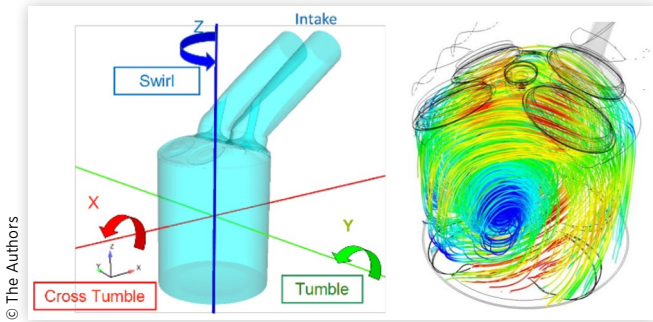 Intake
Z
Swirl
X
Y
Z
Y
X
Cross Tumble
Tumble
© The Authors